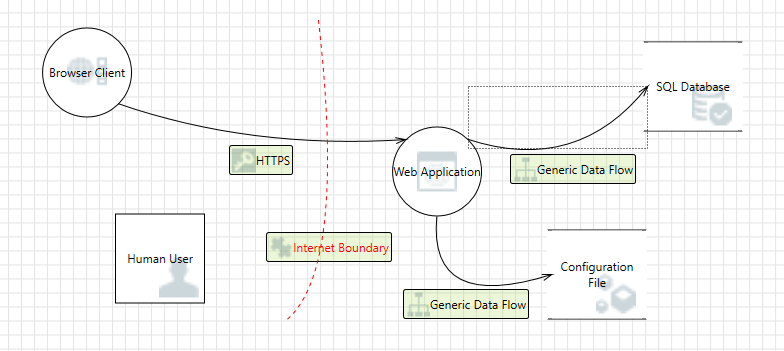 Browser Client
SQL Database
HTTPS
Web Application
Generic Data Flow
Internet Boundary
Human User
Configuration
File
Generic Data Flow